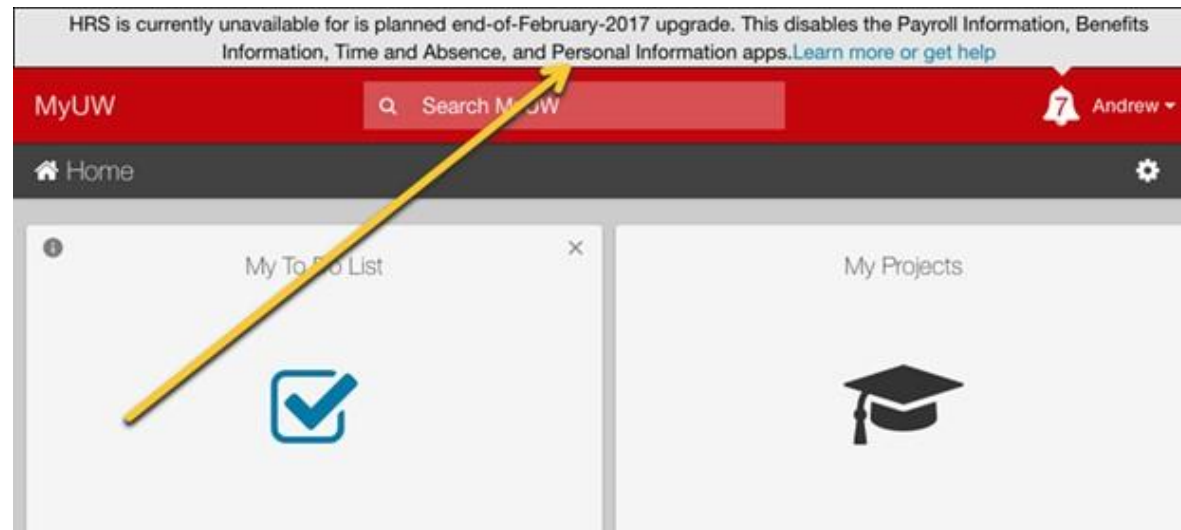 HRS is currently unavailable for is planned end-of-February-2017 upgrade. This disables the Payroll Information, Benefits
Information, Time and Absence, and Personal Information apps.Learn more or get help
MyUW
Search MyUW
7
Andrew
Home
My To Do List
My Projects